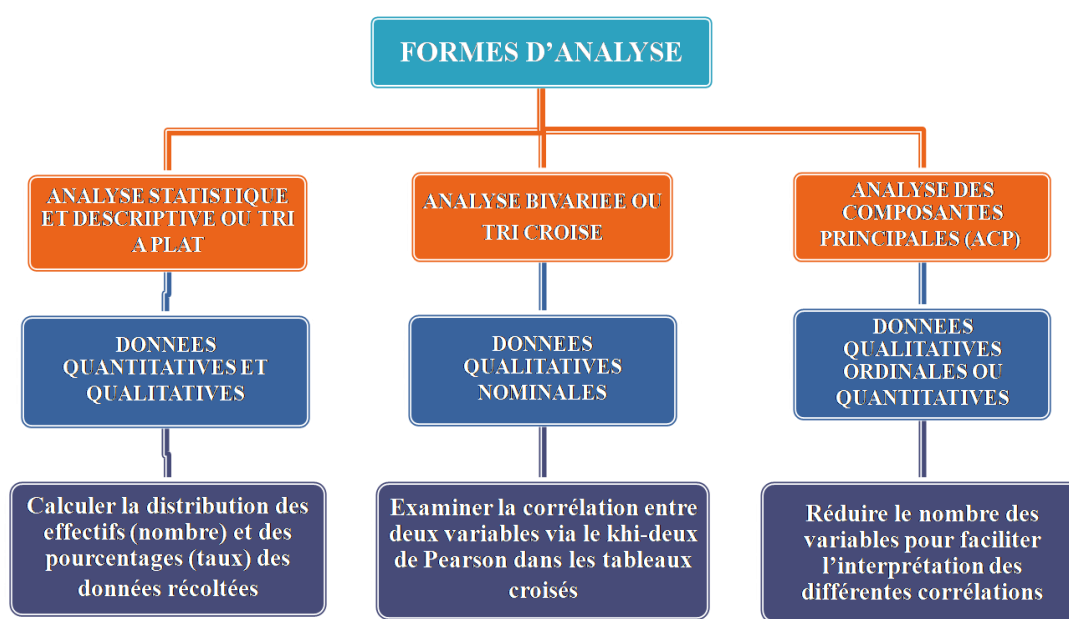 FORMES D’ANALYSE
ANALYSE STATISTIQUE
ET DESCRIPTIVE OU TRI
A PLAT
ANALYSE BIVARIEE OU
TRI CROISE
ANALYSE DES
COMPOSANTES
PRINCIPALES (ACP)
DONNEES
QUANTITATIVES ET
QUALITATIVES
DONNEES
QUALITATIVES
NOMINALES
DONNEES
QUALITATIVES
ORDINALES OU
QUANTITATIVES
Calculer la distribution des
effectifs (nombre) et des
pourcentages (taux) des
données récoltées
Examiner la corrélation entre
deux variables via le khi-deux
de Pearson dans les tableaux
croisés
Réduire le nombre des
variables pour faciliter
l’interprétation des
différentes corrélations